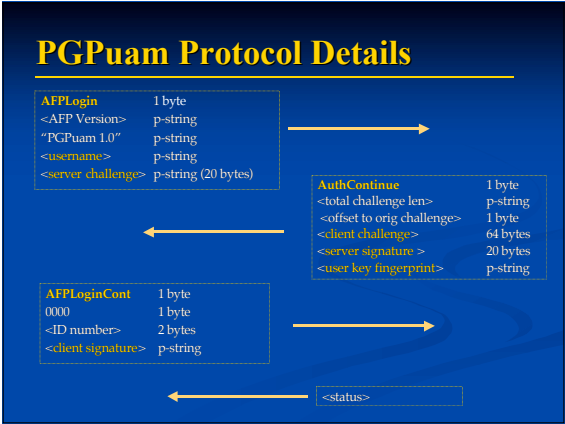 PGPuam Protocol Details
AFPLogin 1 byte
<AFP Version> p-string
“PGPuam 1.0” p-string
<username> p-string
<server challenge> p-string (20 bytes)
AuthContinue 1 byte
<total challenge len> p-string
<offset to orig challenge> 1 byte
<client challenge> 64 bytes
<server signature > 20 bytes
<user key fingerprint> p-string
AFPLoginCont 1 byte
0000 1 byte
<ID number> 2 bytes
<client signature> p-string
<status>